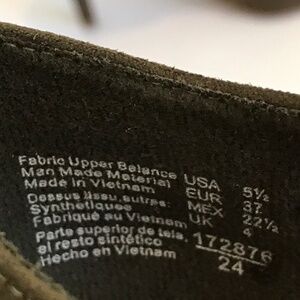 Fabric Upper Balance
Man Made Material
Made in Vietnam
Dessus tissu, autres:
Synthétiques
Fabriqué au Vietnam
Parte superior de tela,
el resto sintético
Hecho en Vietnam
USA 5½
EUR 37
MEX 22½
UK 4
172876
24